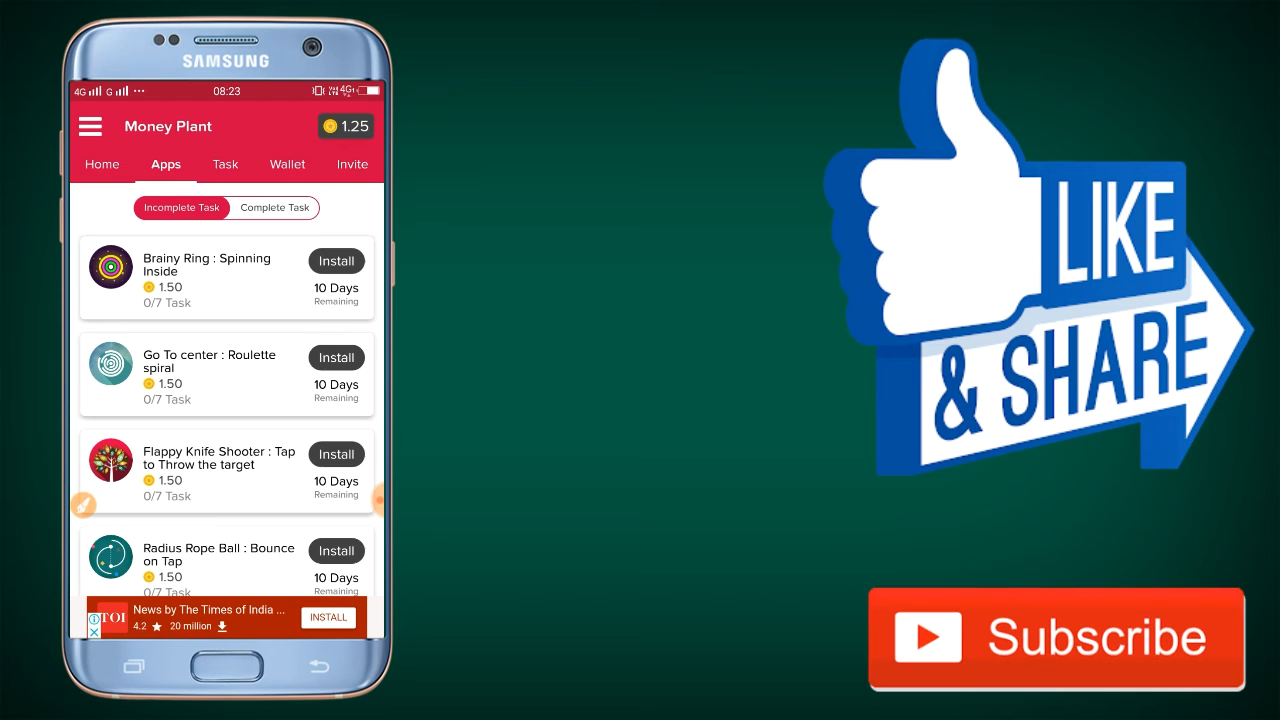 SAMSUNG
4G G ... 08:23 4G
Money Plant 1.25
Home Apps Task Wallet Invite
Incomplete Task Complete Task
Brainy Ring : Spinning
Inside
Install
1.50
10 Days
0/7 Task
Remaining
Go To center : Roulette
spiral
Install
1.50
10 Days
0/7 Task
Remaining
Flappy Knife Shooter : Tap
to Throw the target
Install
1.50
10 Days
0/7 Task
Remaining
Radius Rope Ball : Bounce
on Tap
Install
1.50
10 Days
0/7 Task
Remaining
TOI
News by The Times of India ...
4.2 ★ 20 million
INSTALL
LIKE
& SHARE
Subscribe